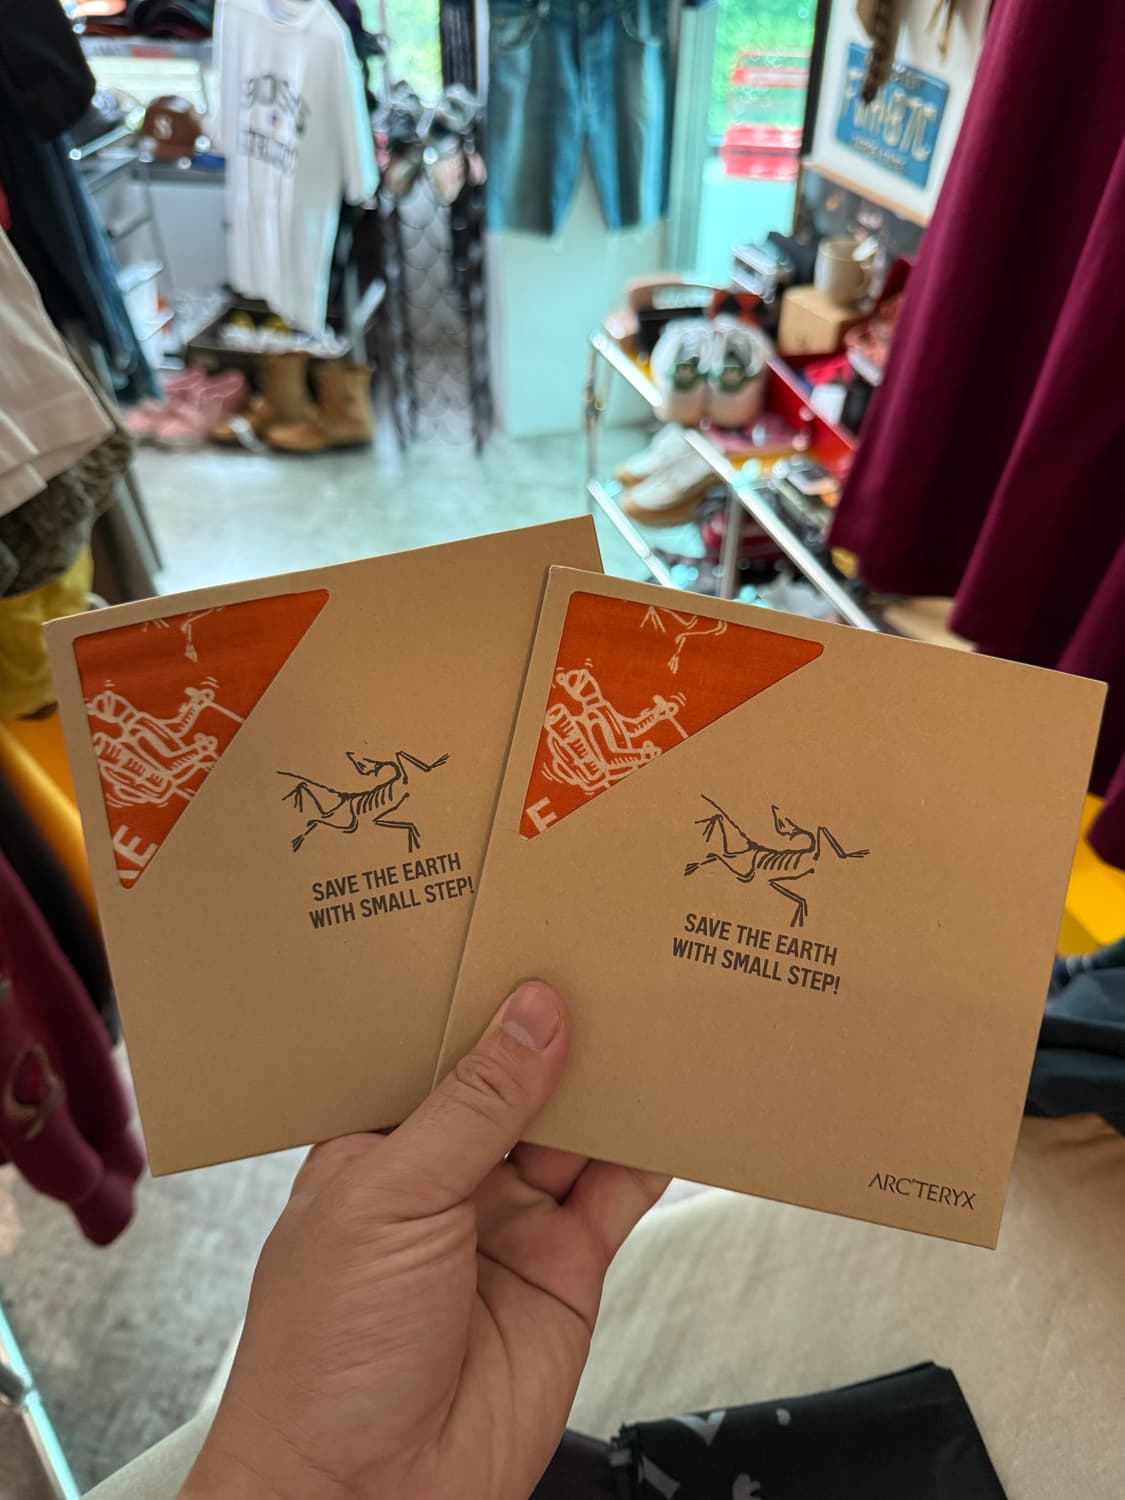 S
E
SAVE THE EARTH
WITH SMALL STEP!
E
SAVE THE EARTH
WITH SMALL STEP!
ARC'TERYX